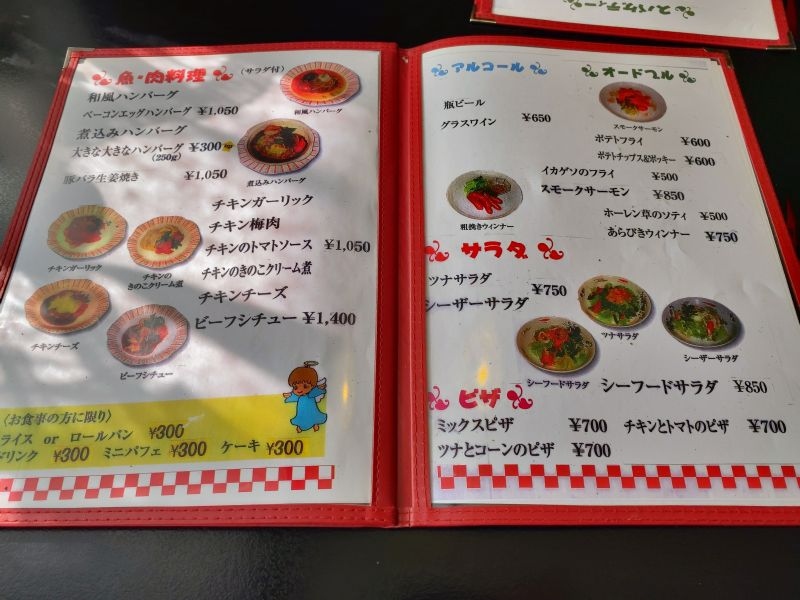 スパゲティー
魚・肉料理 (サラダ付)
和風ハンバーグ
ベーコンエッグハンバーグ ¥1,050
和風ハンバーグ
煮込みハンバーグ
大きな大きなハンバーグ ¥300up
(250g)
煮込みハンバーグ
豚バラ生姜焼き ¥1,050
チキンガーリック
チキン梅肉
チキンのトマトソース ¥1,050
チキンのきのこクリーム煮
チキンチーズ
ビーフシチュー ¥1,400
チキンガーリック
チキンの
きのこクリーム煮
チキンチーズ
ビーフシチュー
〈お食事の方に限り〉
ライス or ロールパン ¥300
ドリンク ¥300 ミニパフェ ¥300 ケーキ ¥300
アルコール
瓶ビール
グラスワイン ¥650
オードブル
スモークサーモン
ポテトフライ ¥600
ポテトチップス&ポッキー ¥600
イカゲソのフライ ¥500
スモークサーモン ¥850
ホーレン草のソティ ¥500
あらびきウィンナー ¥750
粗挽きウィンナー
サラダ
ツナサラダ ¥750
シーザーサラダ
ツナサラダ
シーザーサラダ
シーフードサラダ
シーフードサラダ ¥850
ピザ
ミックスピザ ¥700 チキンとトマトのピザ ¥700
ツナとコーンのピザ ¥700